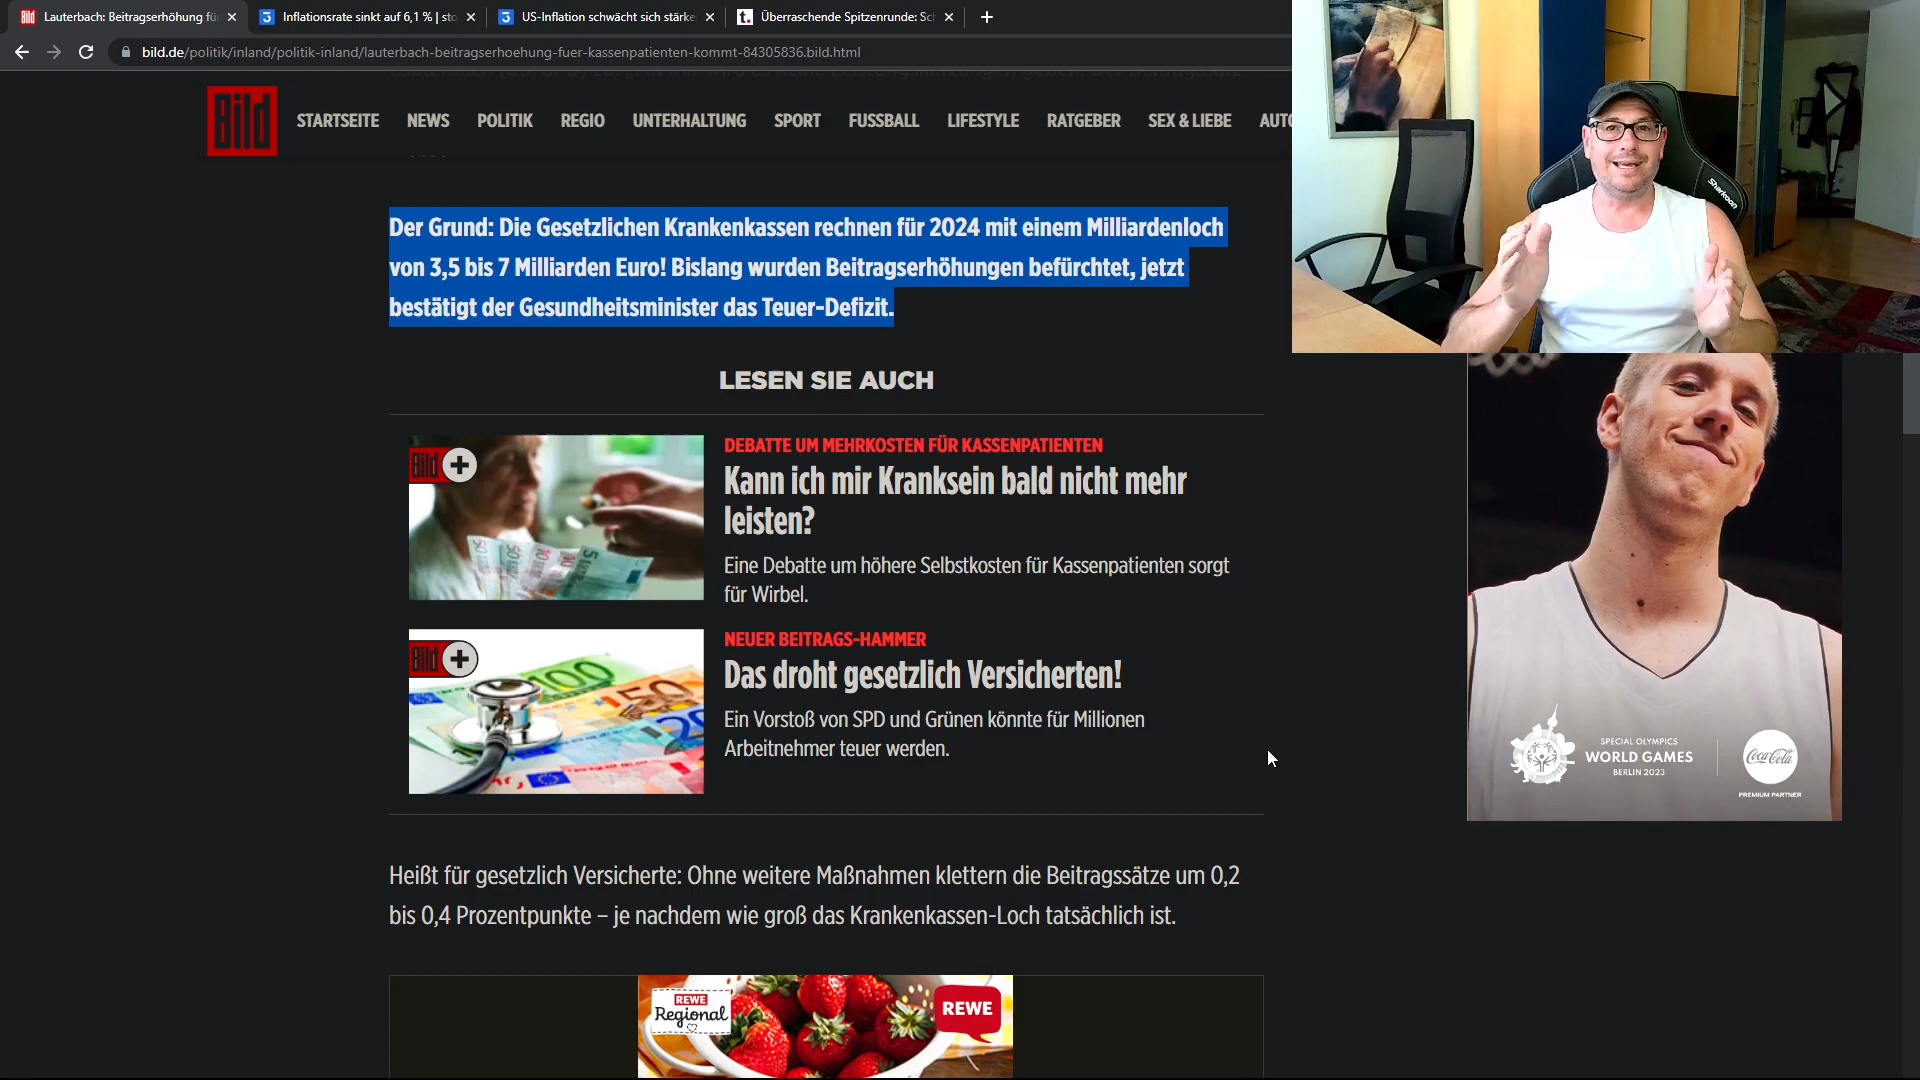 Lauterbach: Beitragserhöhung fü
Inflationsrate sinkt auf 6,1 % | sto
US-Inflation schwächt sich stärke
t.
Überraschende Spitzenrunde: Sc
bild.de/politik/inland/politik-inland/lauterbach-beitragserhoehung-fuer-kassenpatienten-kommt-84305836.bild.html
Bild
STARTSEITE NEWS POLITIK REGIO UNTERHALTUNG SPORT FUSSBALL LIFESTYLE RATGEBER SEX & LIEBE AUTO
Sharkoon
Der Grund: Die Gesetzlichen Krankenkassen rechnen für 2024 mit einem Milliardenloch
von 3,5 bis 7 Milliarden Euro! Bislang wurden Beitragserhöhungen befürchtet, jetzt
bestätigt der Gesundheitsminister das Teuer-Defizit.
LESEN SIE AUCH
Bild +
DEBATTE UM MEHRKOSTEN FÜR KASSENPATIENTEN
Kann ich mir Kranksein bald nicht mehr
leisten?
Eine Debatte um höhere Selbstkosten für Kassenpatienten sorgt
für Wirbel.
Bild +
NEUER BEITRAGS-HAMMER
Das droht gesetzlich Versicherten!
Ein Vorstoß von SPD und Grünen könnte für Millionen
Arbeitnehmer teuer werden.
SPECIAL OLYMPICS
WORLD GAMES
BERLIN 2023
Coca-Cola
PREMIUM PARTNER
Heißt für gesetzlich Versicherte: Ohne weitere Maßnahmen klettern die Beitragssätze um 0,2
bis 0,4 Prozentpunkte – je nachdem wie groß das Krankenkassen-Loch tatsächlich ist.
REWE
Regional
REWE